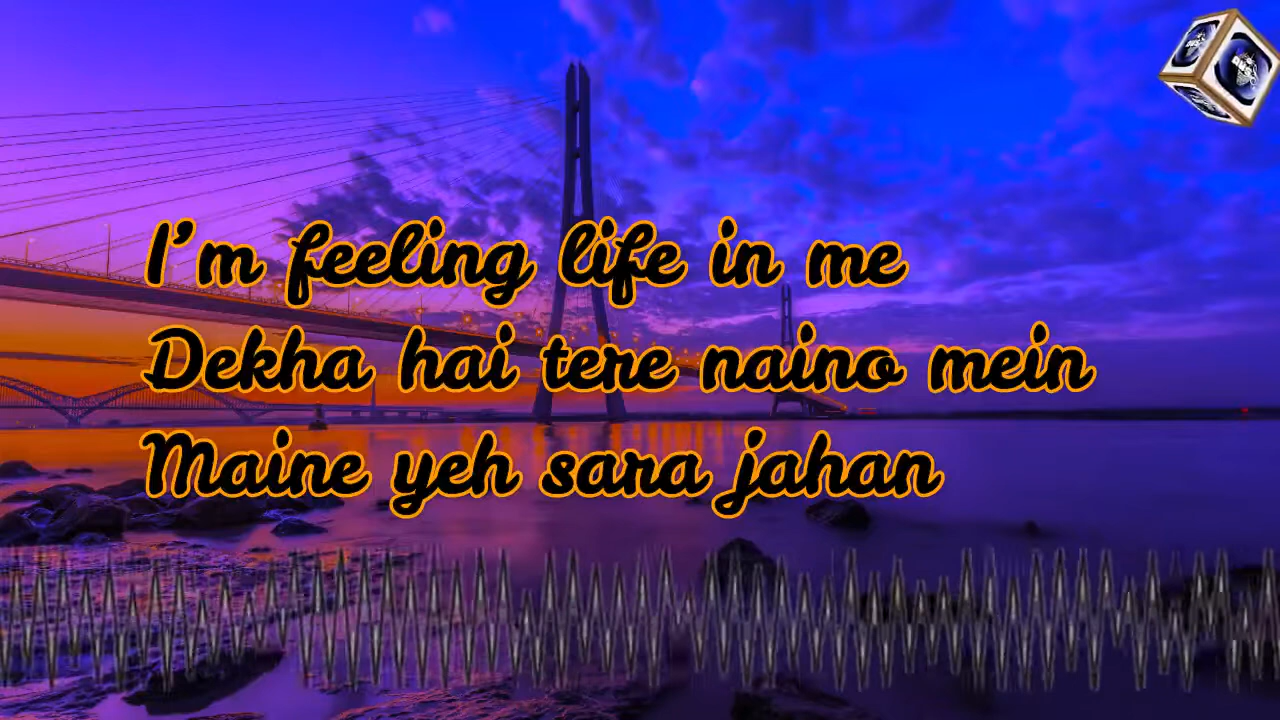 I'm feeling life in me
Dekha hai tere naino mein
Maine yeh sara jahan